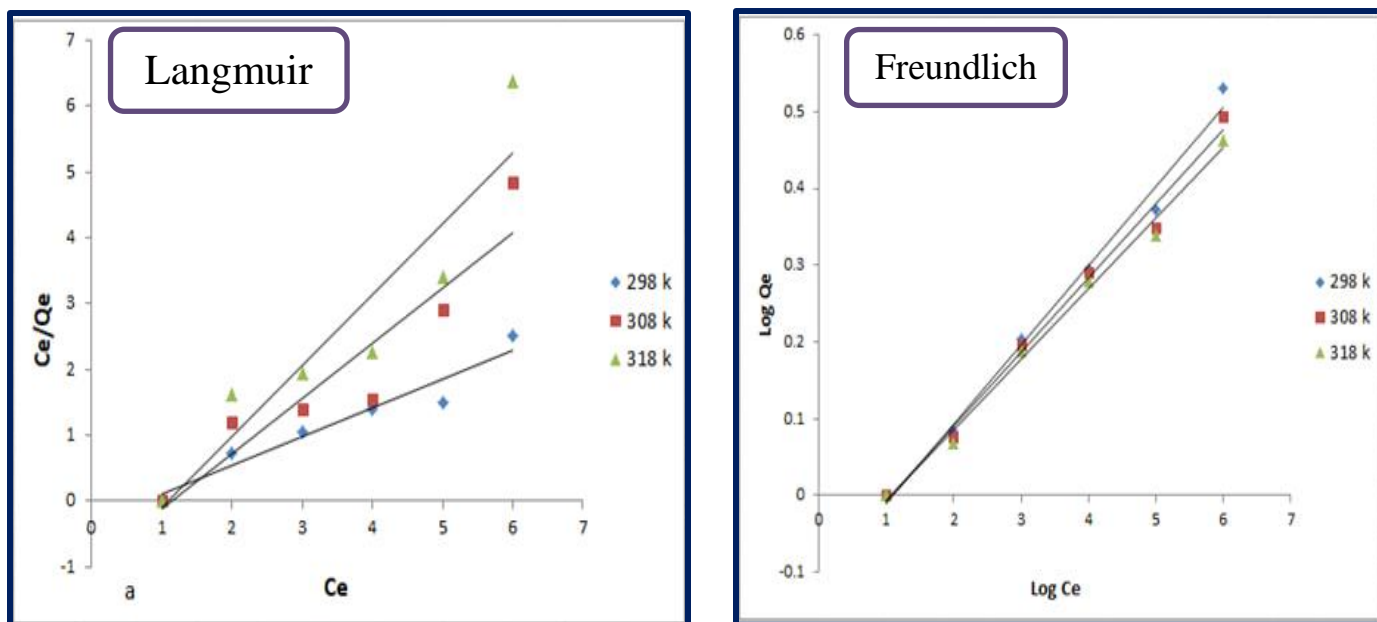 Langmuir
7
6
5
4
3
2
1
0
-1
0 1 2 3 4 5 6 7
Ce/Qe
Ce
a
298 k
308 k
318 k
Freundlich
0.6
0.5
0.4
0.3
0.2
0.1
0
-0.1
0 1 2 3 4 5 6 7
Log Qe
Log Ce
298 k
308 k
318 k